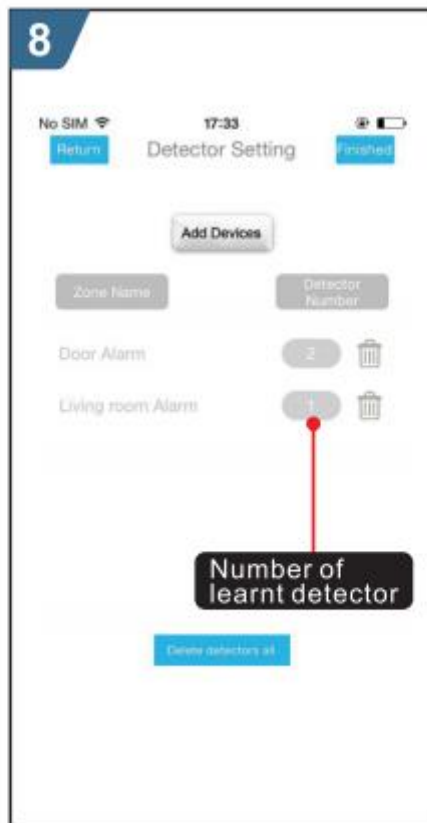 8
No SIM 17:33
Return Detector Setting Finished
Add Devices
Zone Name Detector
Number
Door Alarm 2
Living room Alarm 1
Number of
learnt detector
Delete detectors all